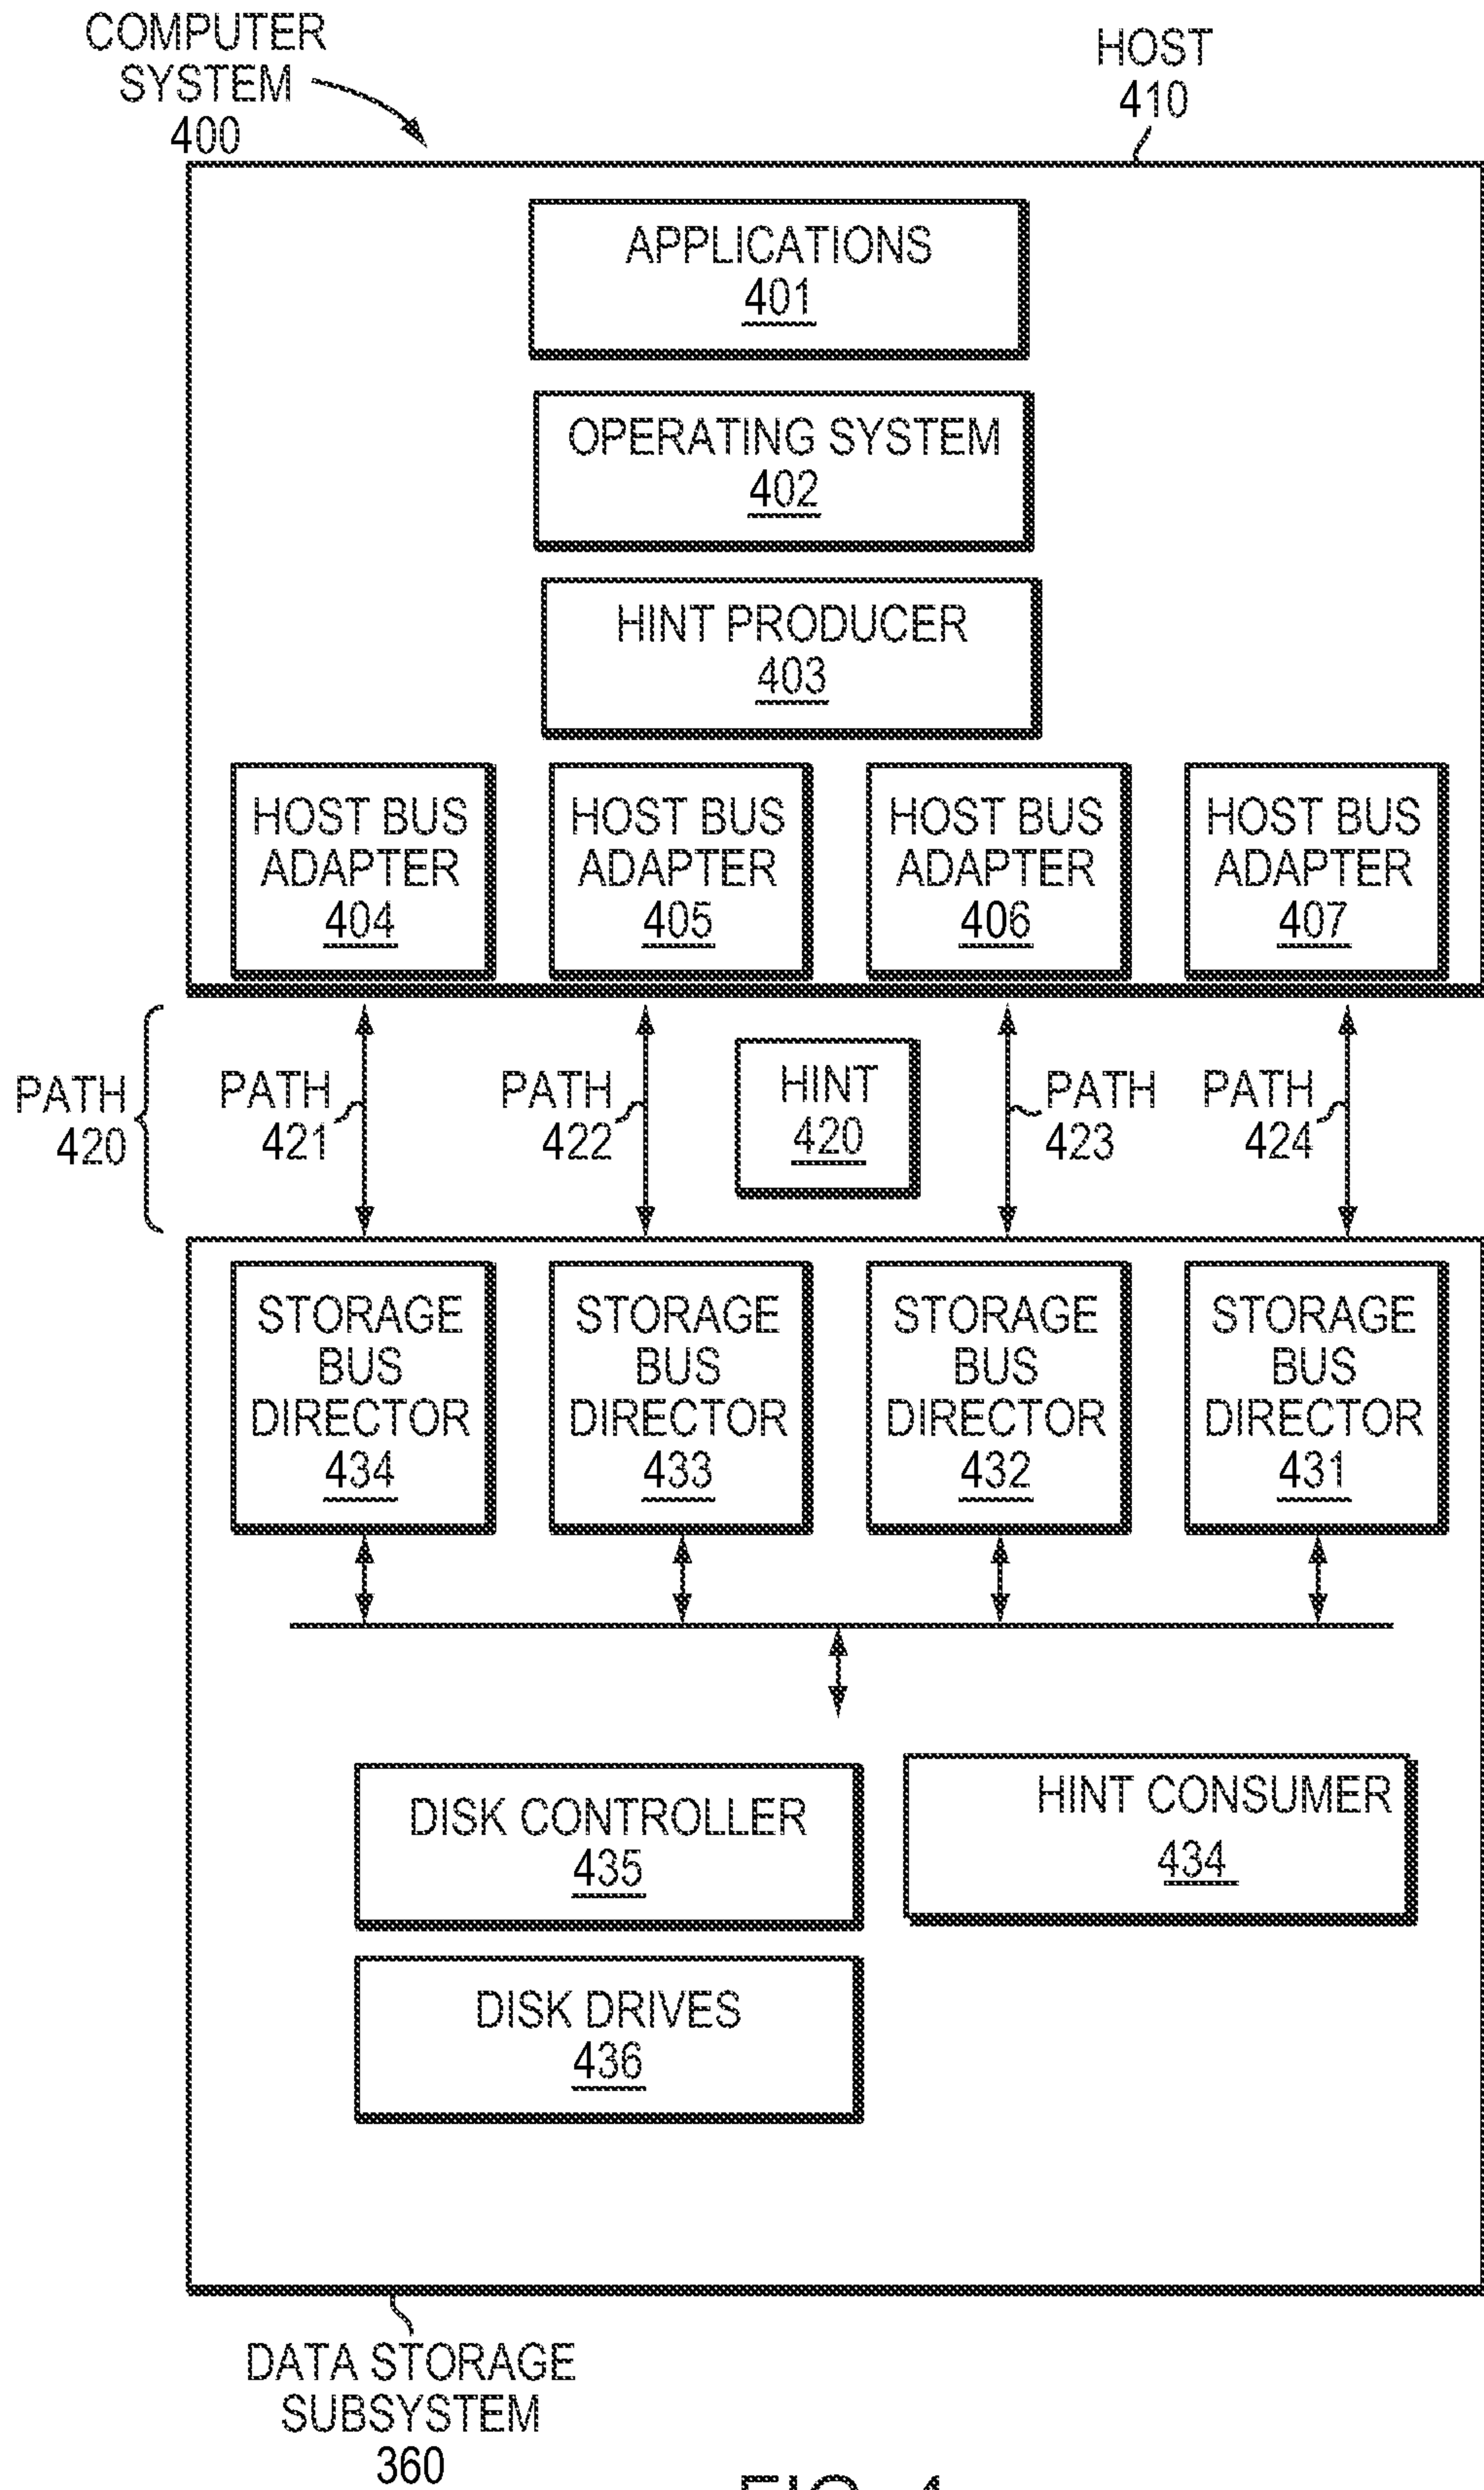 COMPUTER
SYSTEM
400
HOST
410
APPLICATIONS
401
OPERATING SYSTEM
402
HINT PRODUCER
403
HOST BUS
ADAPTER
404
HOST BUS
ADAPTER
405
HOST BUS
ADAPTER
406
HOST BUS
ADAPTER
407
PATH
420
PATH
421
PATH
422
HINT
420
PATH
423
PATH
424
STORAGE
BUS
DIRECTOR
434
STORAGE
BUS
DIRECTOR
433
STORAGE
BUS
DIRECTOR
432
STORAGE
BUS
DIRECTOR
431
DISK CONTROLLER
435
HINT CONSUMER
434
DISK DRIVES
436
DATA STORAGE
SUBSYSTEM
360